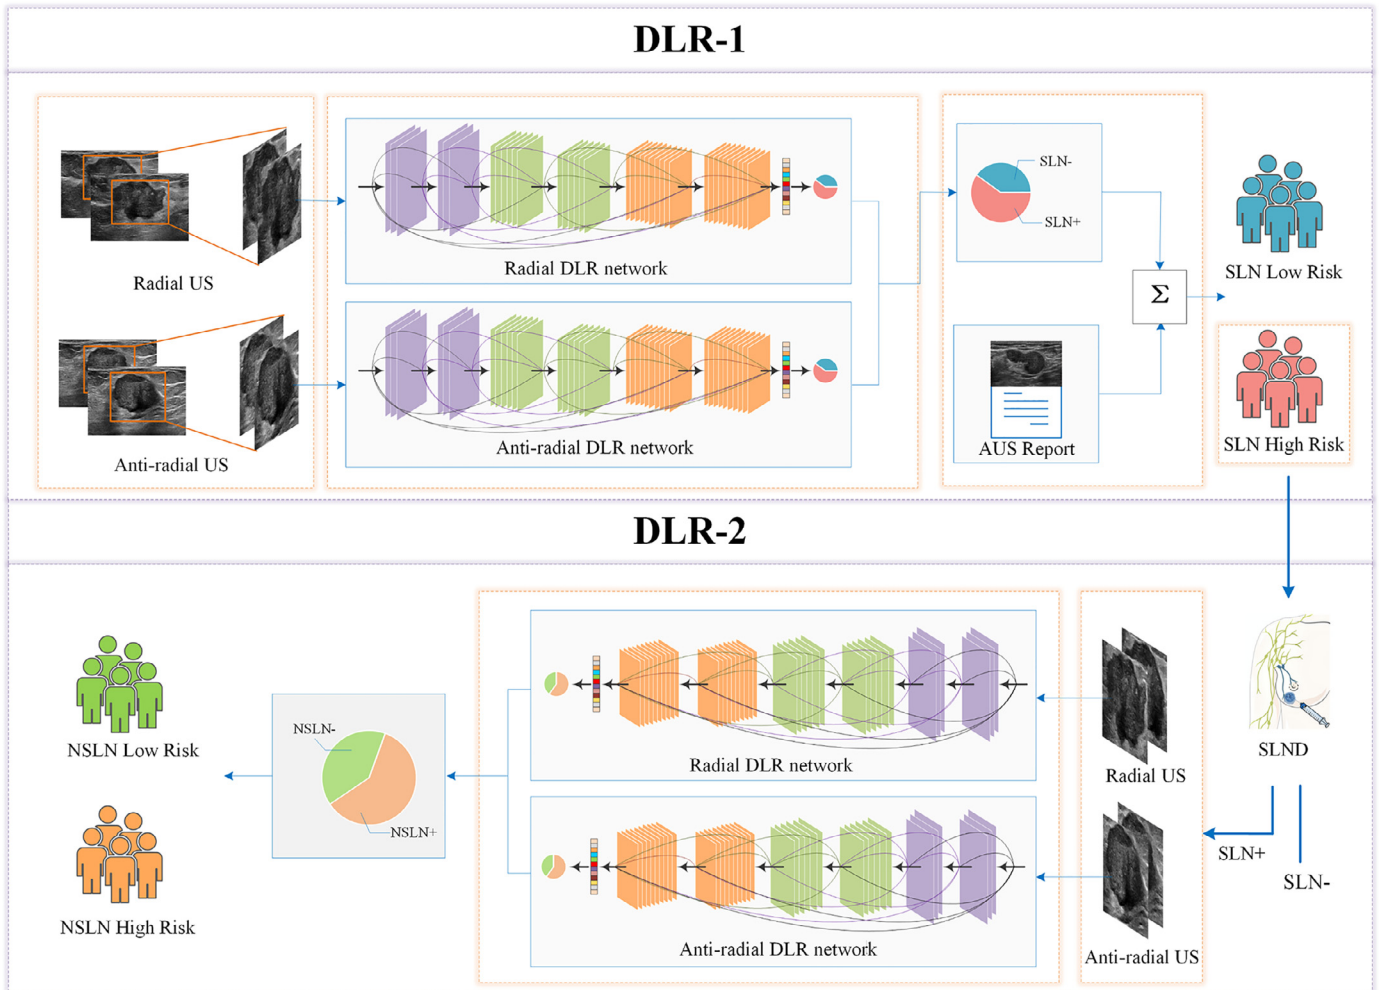 DLR-1
Radial US
Anti-radial US
Radial DLR network
Anti-radial DLR network
SLN-
SLN+
AUS Report
Σ
SLN Low Risk
SLN High Risk
DLR-2
SLND
SLN+
SLN-
Radial US
Anti-radial US
Radial DLR network
Anti-radial DLR network
NSLN-
NSLN+
NSLN Low Risk
NSLN High Risk